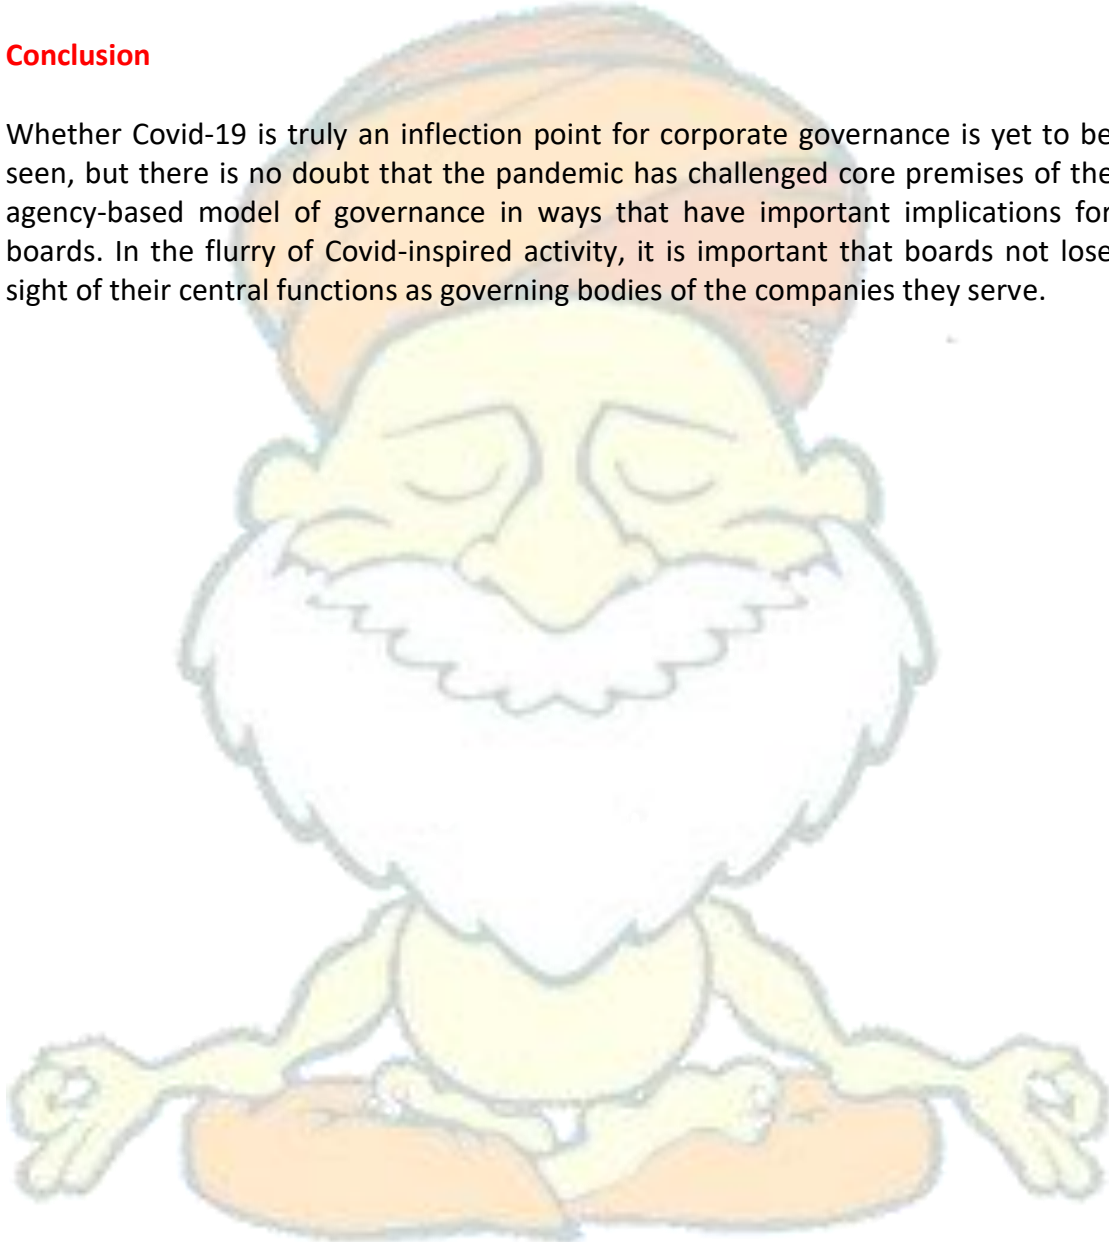 Conclusion
Whether Covid-19 is truly an inflection point for corporate governance is yet to be
seen, but there is no doubt that the pandemic has challenged core premises of the
agency-based model of governance in ways that have important implications for
boards. In the flurry of Covid-inspired activity, it is important that boards not lose
sight of their central functions as governing bodies of the companies they serve.